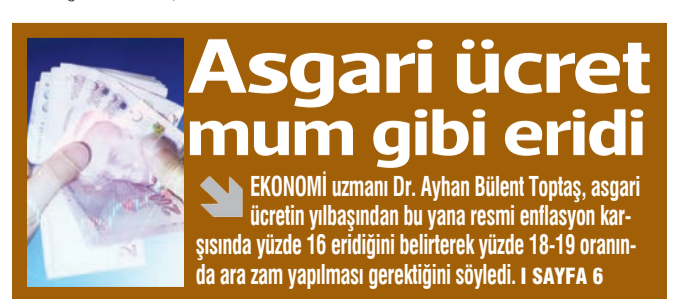 Asgari ücret
mum gibi eridi
EKONOMİ uzmanı Dr. Ayhan Bülent Toptaş, asgari
ücretin yılbaşından bu yana resmi enflasyon kar-
şısında yüzde 16 eridiğini belirterek yüzde 18-19 oranın-
da ara zam yapılması gerektiğini söyledi. I SAYFA 6